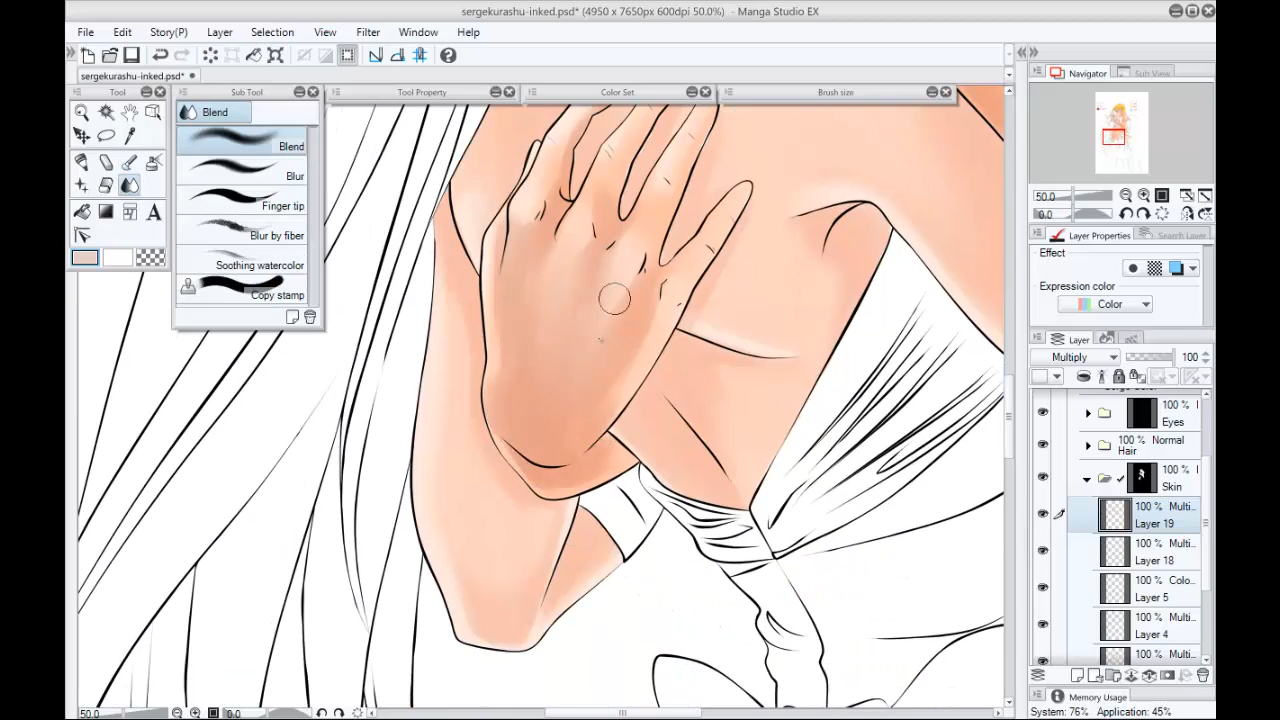 sergekurashu-inked.psd* (4950 x 7650px 600dpi 50.0%) - Manga Studio EX
File Edit Story(P) Layer Selection View Filter Window Help
sergekurashu-inked.psd*
Tool
Sub Tool
Tool Property
Color Set
Brush size
Navigator
Sub View
Blend
Blend
Blur
Finger tip
Blur by fiber
Soothing watercolor
Copy stamp
A
50.0
0.0
Layer Properties
Search Layer
Effect
Expression color
Color
Layer
Multiply
100
100 %
Eyes
100 % Normal
Hair
100 %
Skin
100 % Multi...
Layer 19
100 % Multi...
Layer 18
100 % Colo...
Layer 5
100 % Multi...
Layer 4
100 % Multi...
Memory Usage
System: 76% Application: 45%
50.0
0.0